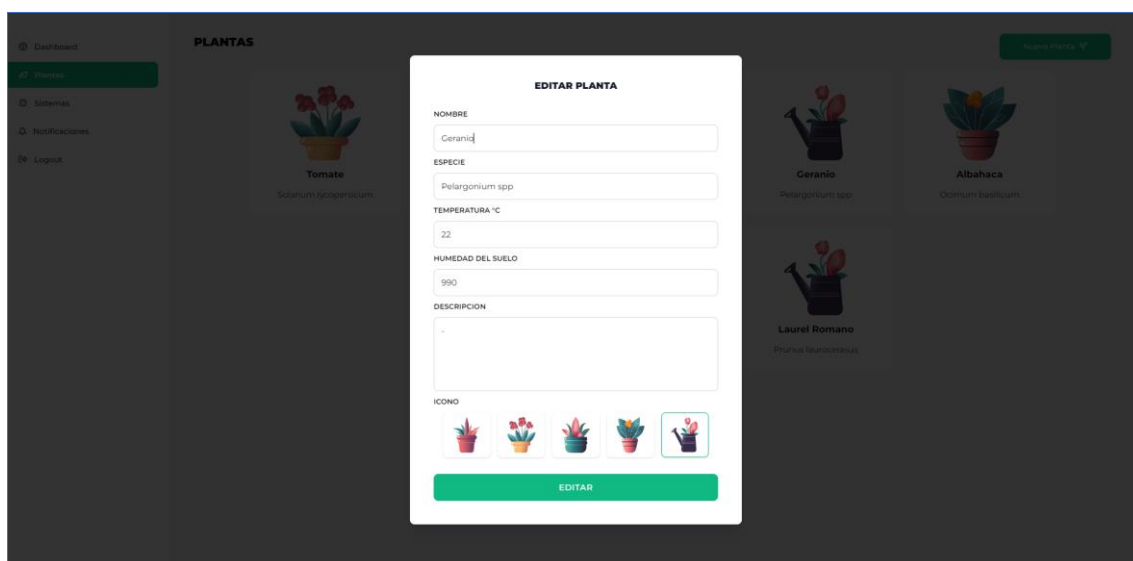 Dashboard
Plantas
Sistemas
Notificaciones
Logout
PLANTAS
Nueva Planta
Tomate
Solanum lycopersicum
Geranio
Pelargonium spp
Albahaca
Ocimum basilicum
Laurel Romano
Prunus laurocerasus
EDITAR PLANTA
NOMBRE
Geranio
ESPECIE
Pelargonium spp
TEMPERATURA °C
22
HUMEDAD DEL SUELO
990
DESCRIPCION
-
ICONO
EDITAR